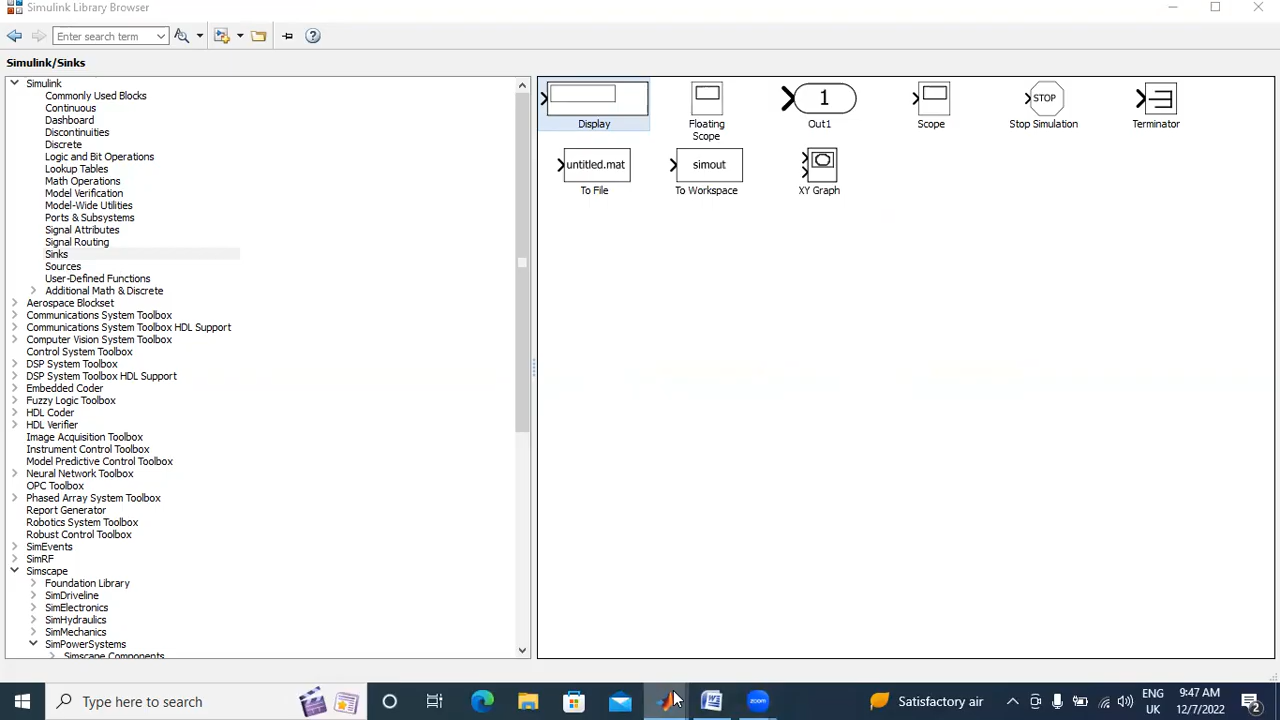 Simulink Library Browser
Enter search term
Simulink/Sinks
Simulink
Commonly Used Blocks
Continuous
Dashboard
Discontinuities
Discrete
Logic and Bit Operations
Lookup Tables
Math Operations
Model Verification
Model-Wide Utilities
Ports & Subsystems
Signal Attributes
Signal Routing
Sinks
Sources
User-Defined Functions
Additional Math & Discrete
Aerospace Blockset
Communications System Toolbox
Communications System Toolbox HDL Support
Computer Vision System Toolbox
Control System Toolbox
DSP System Toolbox
DSP System Toolbox HDL Support
Embedded Coder
Fuzzy Logic Toolbox
HDL Coder
HDL Verifier
Image Acquisition Toolbox
Instrument Control Toolbox
Model Predictive Control Toolbox
Neural Network Toolbox
OPC Toolbox
Phased Array System Toolbox
Report Generator
Robotics System Toolbox
Robust Control Toolbox
SimEvents
SimRF
Simscape
Foundation Library
SimDriveline
SimElectronics
SimHydraulics
SimMechanics
SimPowerSystems
Simscape Components
Display
Floating
Scope
1
Out1
Scope
STOP
Stop Simulation
Terminator
untitled.mat
To File
simout
To Workspace
XY Graph
Type here to search
zoom
Satisfactory air
ENG
UK
9:47 AM
12/7/2022
2